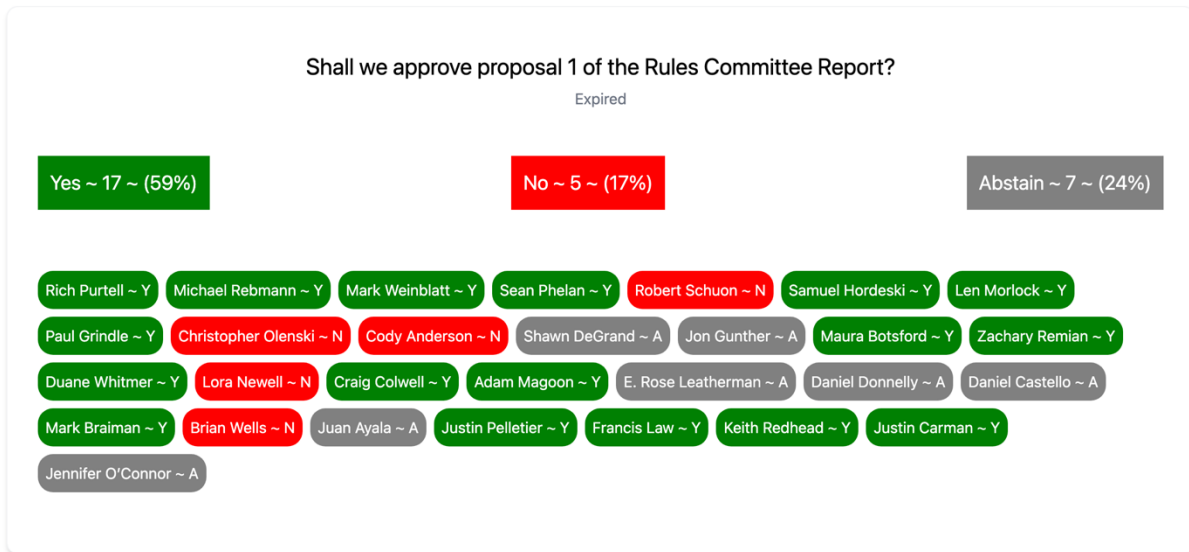 Shall we approve proposal 1 of the Rules Committee Report?
Expired
Yes ~ 17 ~ (59%) No ~ 5 ~ (17%) Abstain ~ 7 ~ (24%)
Rich Purtell ~ Y Michael Rebmann ~ Y Mark Weinblatt ~ Y Sean Phelan ~ Y Robert Schuon ~ N Samuel Hordeski ~ Y Len Morlock ~ Y
Paul Grindle ~ Y Christopher Olenski ~ N Cody Anderson ~ N Shawn DeGrand ~ A Jon Gunther ~ A Maura Botsford ~ Y Zachary Remian ~ Y
Duane Whitmer ~ Y Lora Newell ~ N Craig Colwell ~ Y Adam Magoon ~ Y E. Rose Leatherman ~ A Daniel Donnelly ~ A Daniel Castello ~ A
Mark Braiman ~ Y Brian Wells ~ N Juan Ayala ~ A Justin Pelletier ~ Y Francis Law ~ Y Keith Redhead ~ Y Justin Carman ~ Y
Jennifer O'Connor ~ A